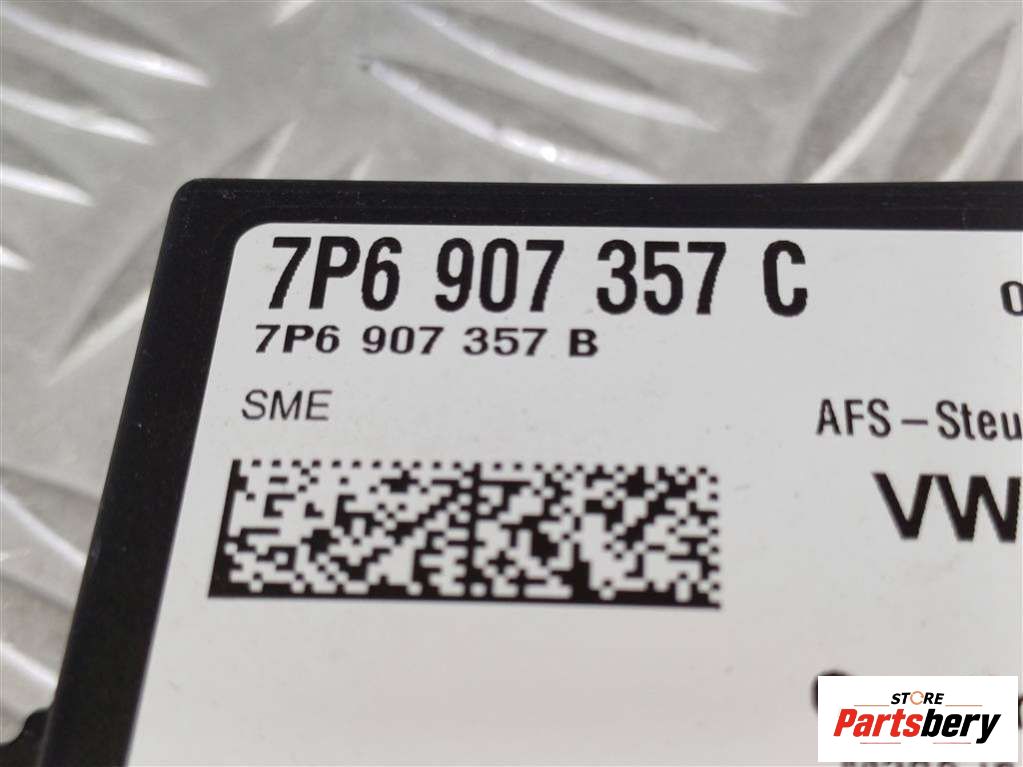 7P6 907 357 C
7P6 907 357 B
SME
AFS-Steu
VW
STORE
Partsbery